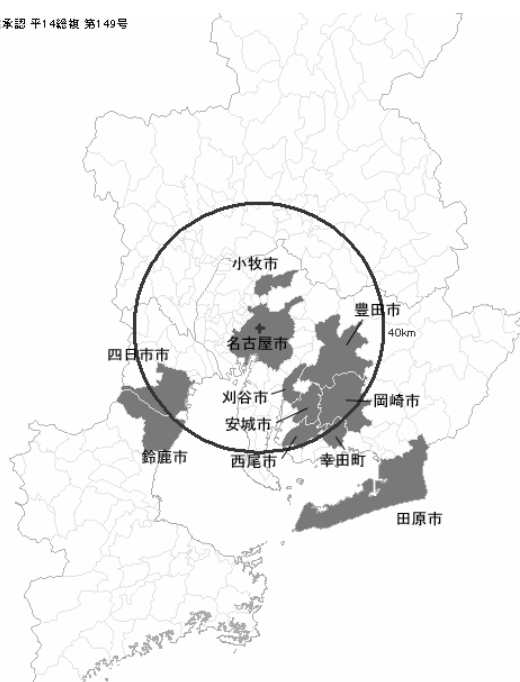 承認 平14総複 第149号
小牧市
豊田市
40km
名古屋市
四日市市
刈谷市
岡崎市
安城市
鈴鹿市
西尾市
幸田町
田原市